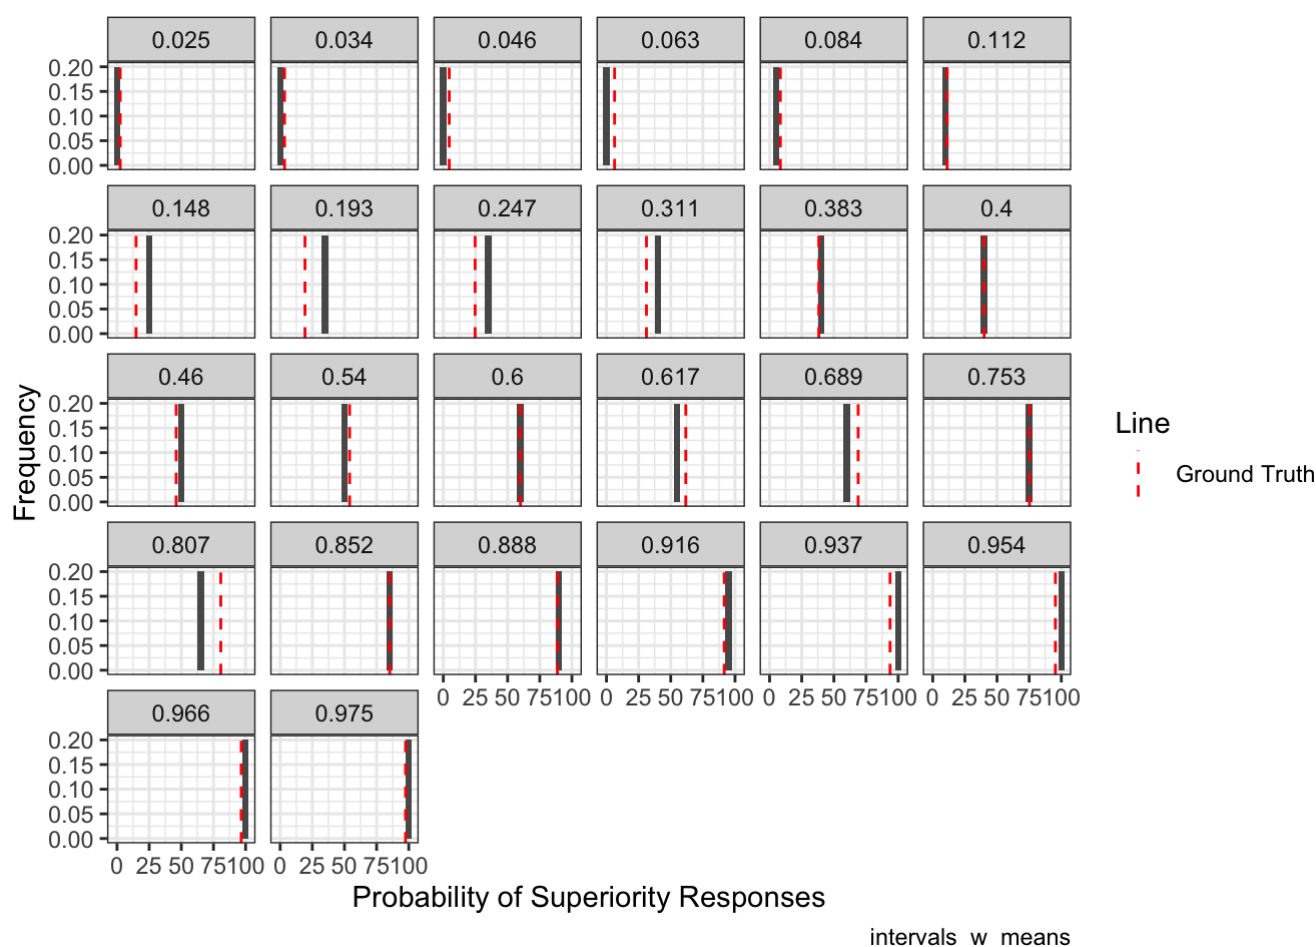 0.025 0.034 0.046 0.063 0.084 0.112
0.20
0.15
0.10
0.05
0.00
0.148 0.193 0.247 0.311 0.383 0.4
0.20
0.15
0.10
0.05
0.00
0.46 0.54 0.6 0.617 0.689 0.753
0.20
0.15
0.10
0.05
0.00
Frequency
Line
Ground Truth
0.807 0.852 0.888 0.916 0.937 0.954
0.20
0.15
0.10
0.05
0.00
0 25 50 75100 0 25 50 75100 0 25 50 75100 0 25 50 75100
0.966 0.975
0.20
0.15
0.10
0.05
0.00
0 25 50 75100 0 25 50 75100
Probability of Superiority Responses
intervals_w_means